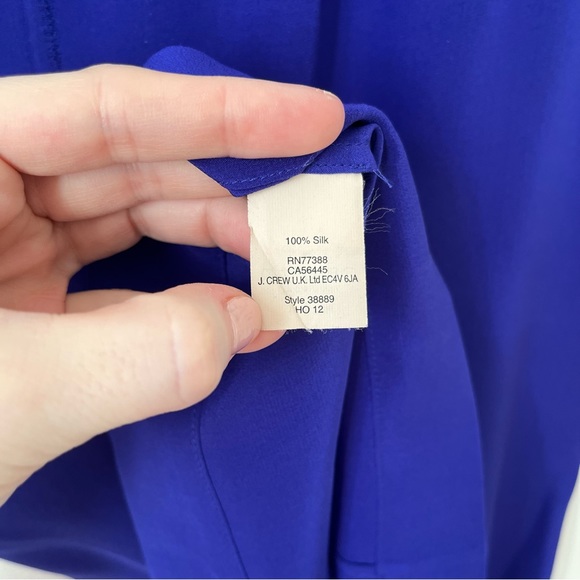 100% Silk
RN77388
CA56445
J. CREW U.K. Ltd EC4V 6JA
Style 38889
HO 12